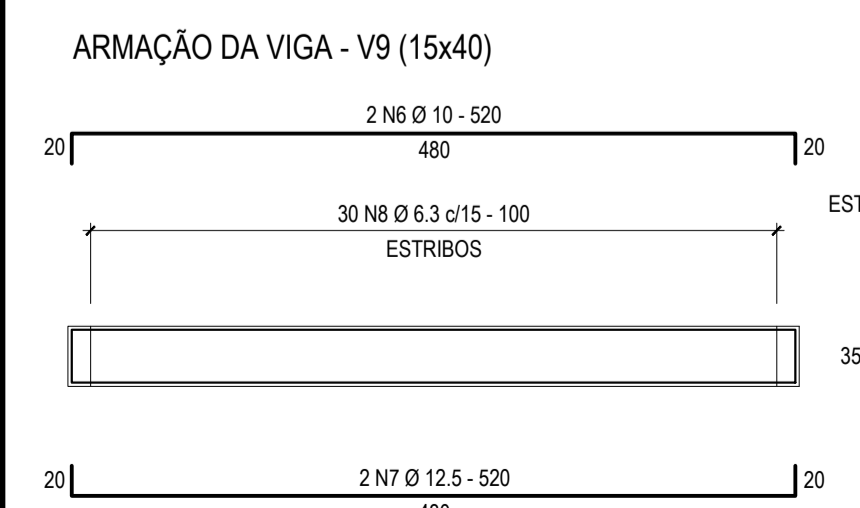 ARMAÇÃO DA VIGA - V9 (15x40)
2 N6 Ø 10 - 520
20
480
20
30 N8 Ø 6.3 c/15 - 100
ESTRIBOS
35
20
2 N7 Ø 12.5 - 520
20